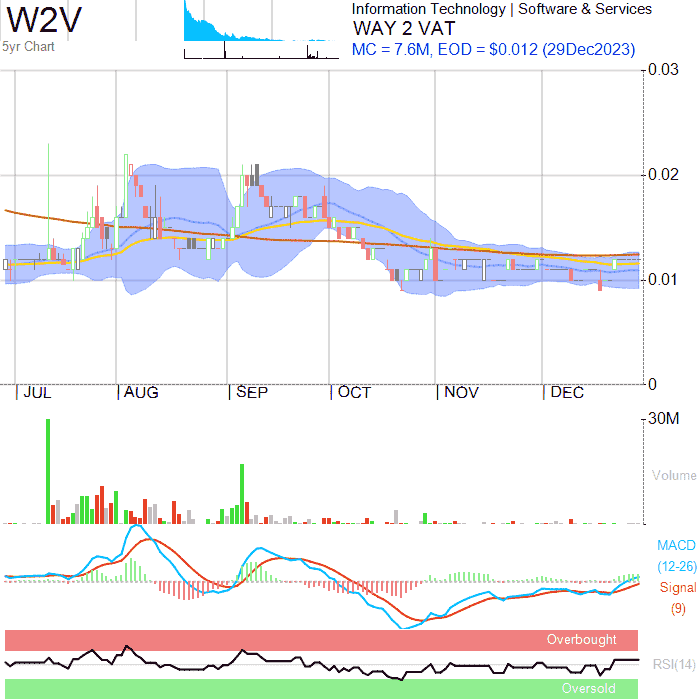 W2V
5yr Chart
Information Technology | Software & Services
WAY 2 VAT
MC = 7.6M, EOD = $0.012 (29Dec2023)
0.03
0.02
0.01
0
JUL AUG SEP OCT NOV DEC
30M
Volume
MACD
(12-26)
Signal
(9)
Overbought
RSI(14)
Oversold